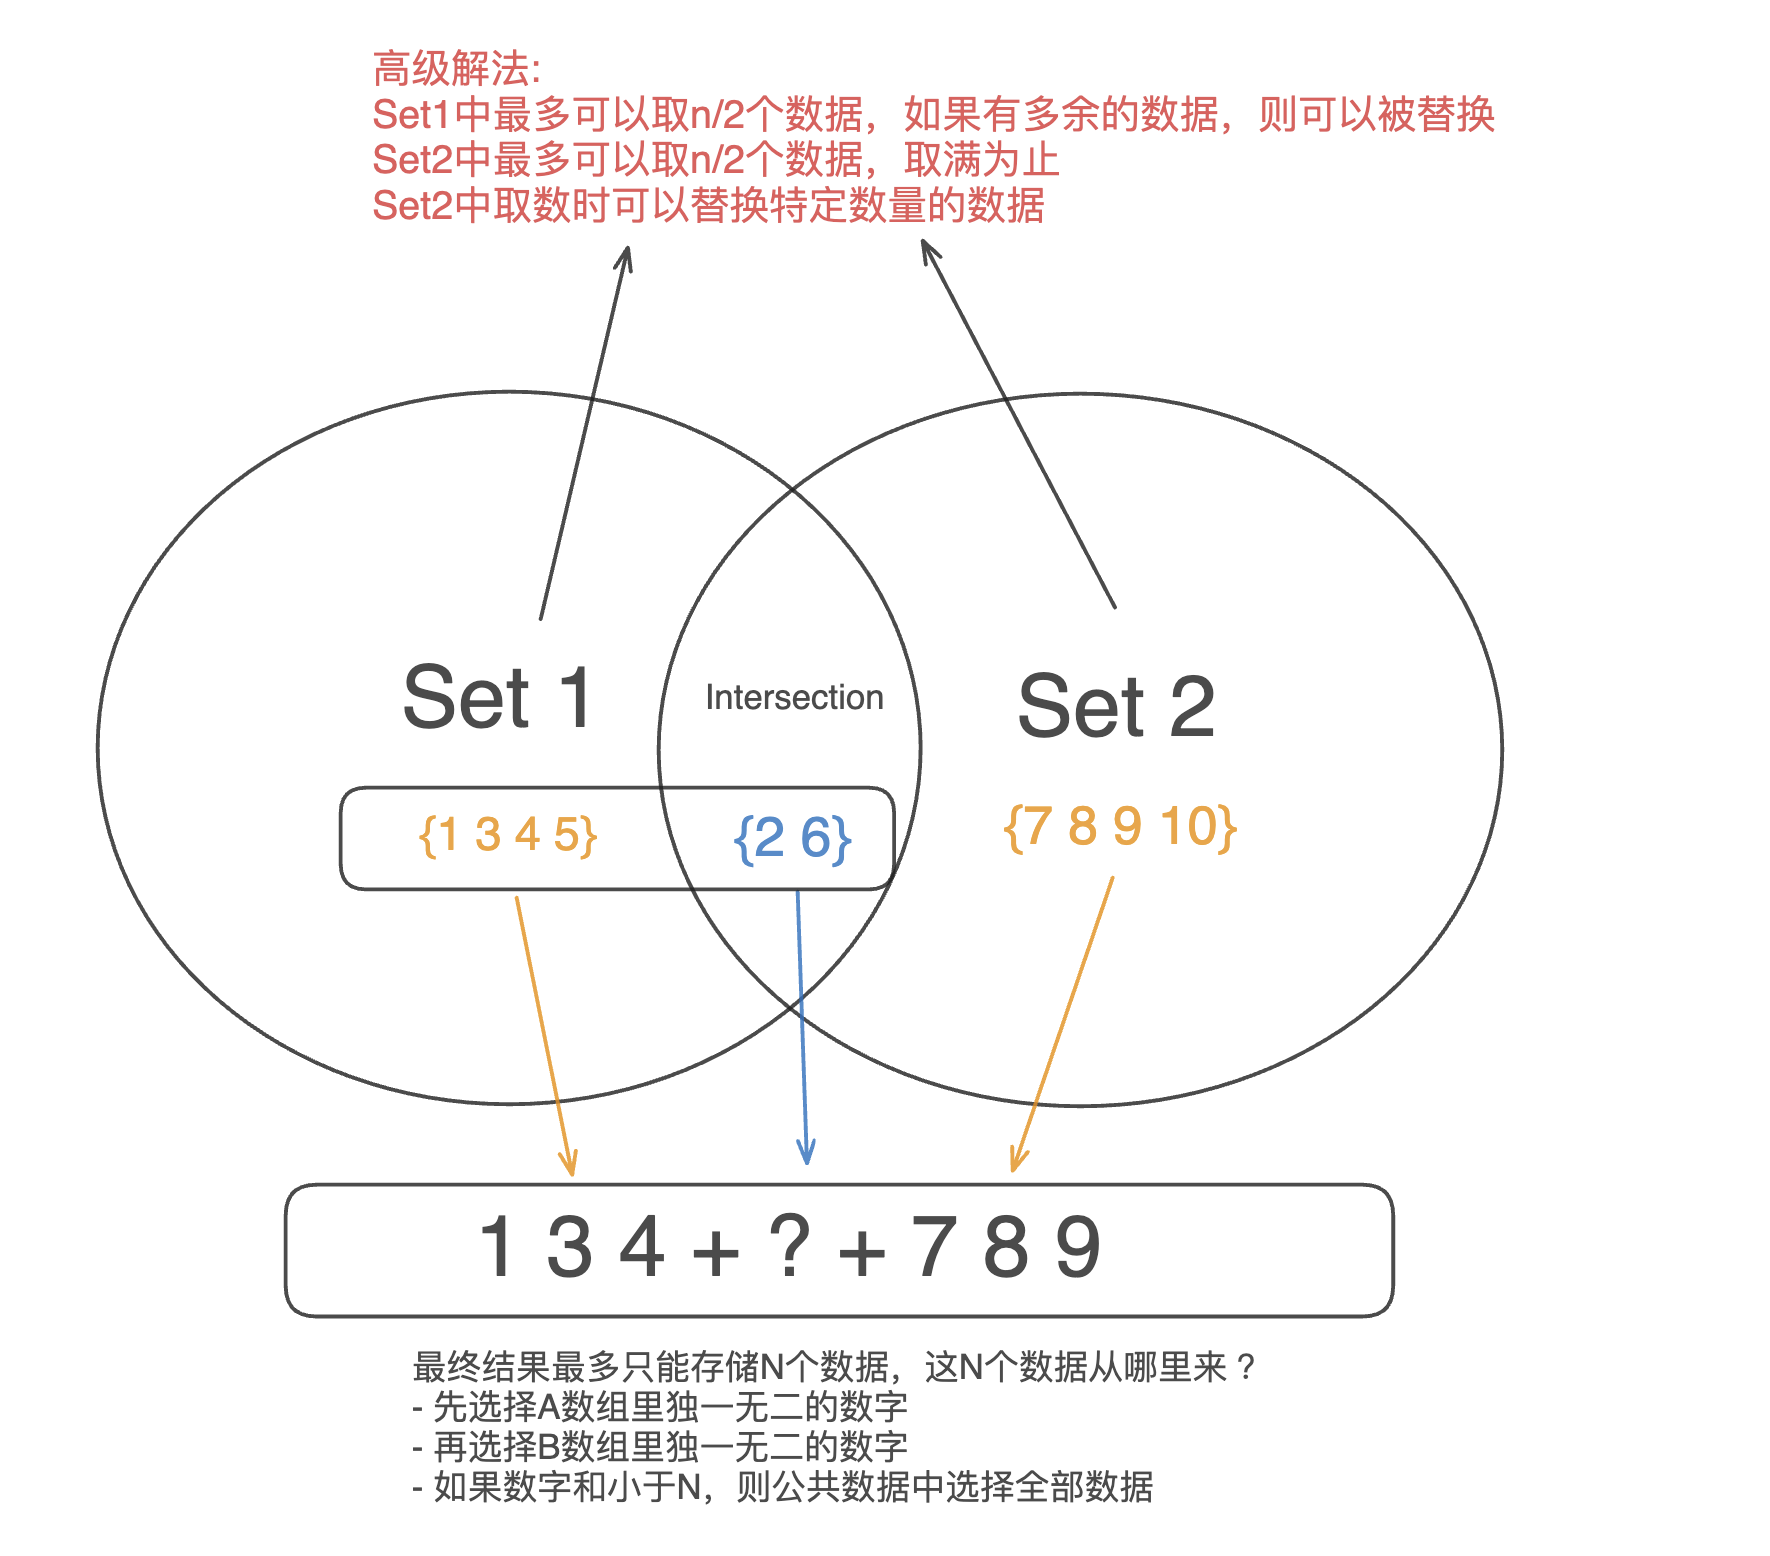 高级解法:
Set1中最多可以取n/2个数据，如果有多余的数据，则可以被替换
Set2中最多可以取n/2个数据，取满为止
Set2中取数时可以替换特定数量的数据
Set 1
Intersection
Set 2
{1 3 4 5}
{2 6}
{7 8 9 10}
1 3 4 + ? + 7 8 9
最终结果最多只能存储N个数据，这N个数据从哪里来？
- 先选择A数组里独一无二的数字
- 再选择B数组里独一无二的数字
- 如果数字和小于N，则公共数据中选择全部数据